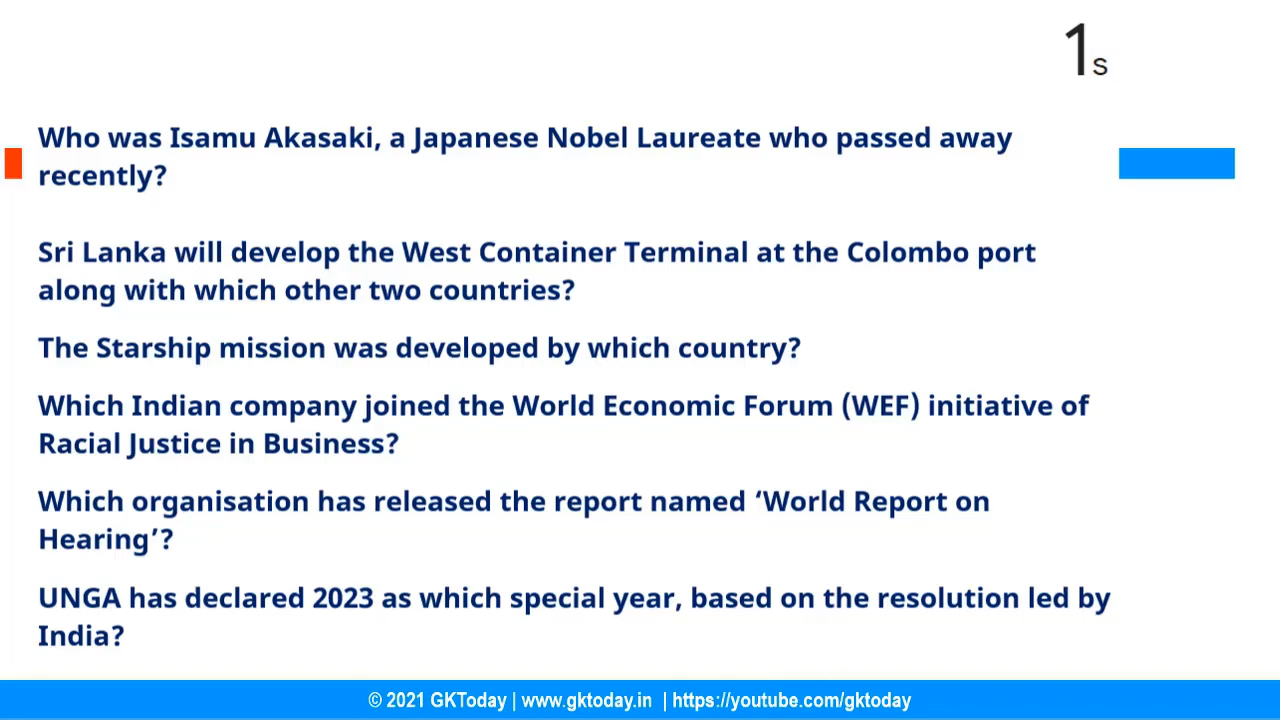 1s
Who was Isamu Akasaki, a Japanese Nobel Laureate who passed away
recently?
Sri Lanka will develop the West Container Terminal at the Colombo port
along with which other two countries?
The Starship mission was developed by which country?
Which Indian company joined the World Economic Forum (WEF) initiative of
Racial Justice in Business?
Which organisation has released the report named ‘World Report on
Hearing’?
UNGA has declared 2023 as which special year, based on the resolution led by
India?
© 2021 GKToday | www.gktoday.in | https://youtube.com/gktoday